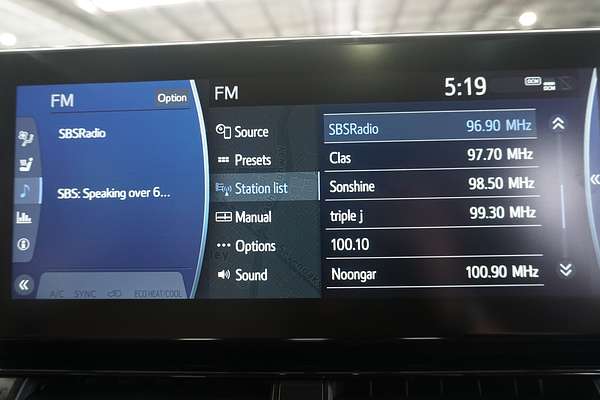 FM
Option
SBSRadio
SBS: Speaking over 6...
A/C SYNC ECO HEAT/COOL
FM
5:19
DCM
DCM
Source
Presets
Station list
Manual
Options
Sound
SBSRadio 96.90 MHz
Clas 97.70 MHz
Sonshine 98.50 MHz
triple j 99.30 MHz
100.10
Noongar 100.90 MHz